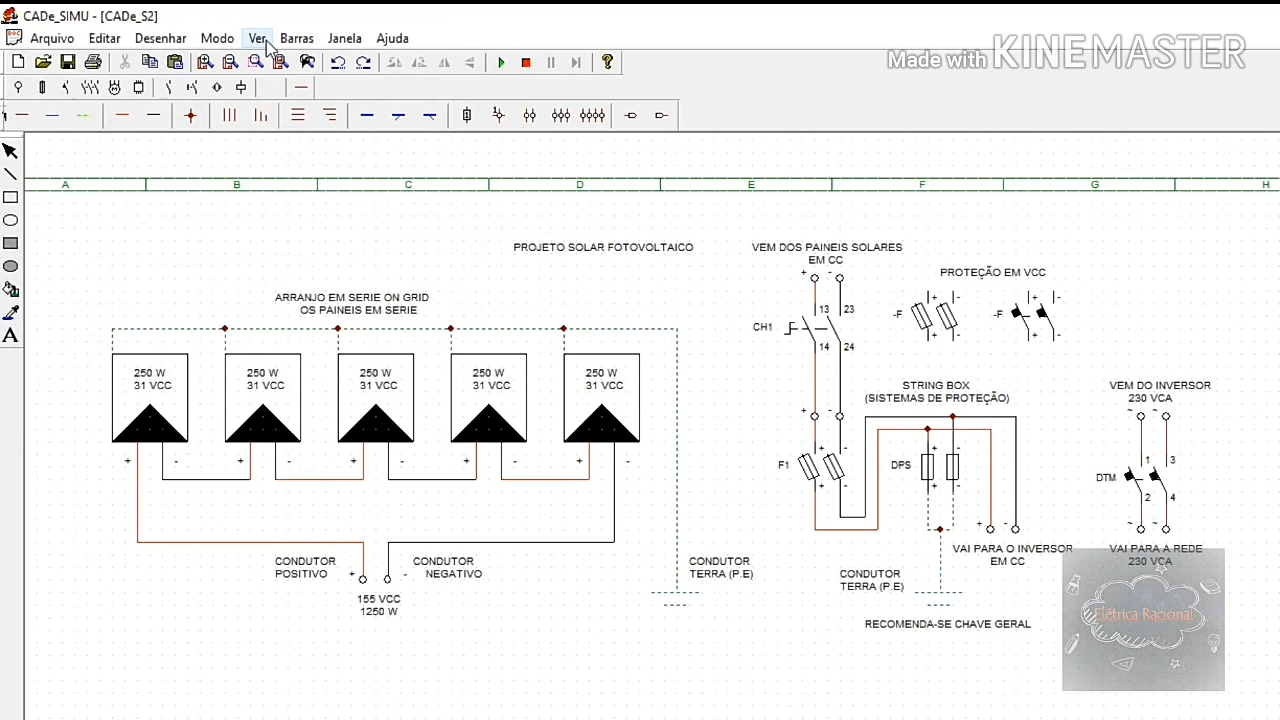 CADe_SIMU - [CADe_S2]
Arquivo Editar Desenhar Modo Ver Barras Janela Ajuda
Made with KINEMASTER
A B C D E F G H
PROJETO SOLAR FOTOVOLTAICO
ARRANJO EM SERIE ON GRID
OS PAINEIS EM SERIE
250 W 250 W 250 W 250 W 250 W
31 VCC 31 VCC 31 VCC 31 VCC 31 VCC
+ - + - + - + - + -
CONDUTOR
POSITIVO +
CONDUTOR
- NEGATIVO
155 VCC
1250 W
CONDUTOR
TERRA (P.E)
VEM DOS PAINEIS SOLARES
EM CC
+ -
13 23
CH1
14 24
+ -
F1
+ -
+ -
PROTEÇÃO EM VCC
+ - + -
-F -F
+ - + -
STRING BOX
(SISTEMAS DE PROTEÇÃO)
+ -
DPS
+ -
+ -
VAI PARA O INVERSOR
EM CC
CONDUTOR
TERRA (P.E)
RECOMENDA-SE CHAVE GERAL
VEM DO INVERSOR
230 VCA
~ ~
1 3
DTM
2 4
~ ~
VAI PARA A REDE
230 VCA
Elétrica Racional
A